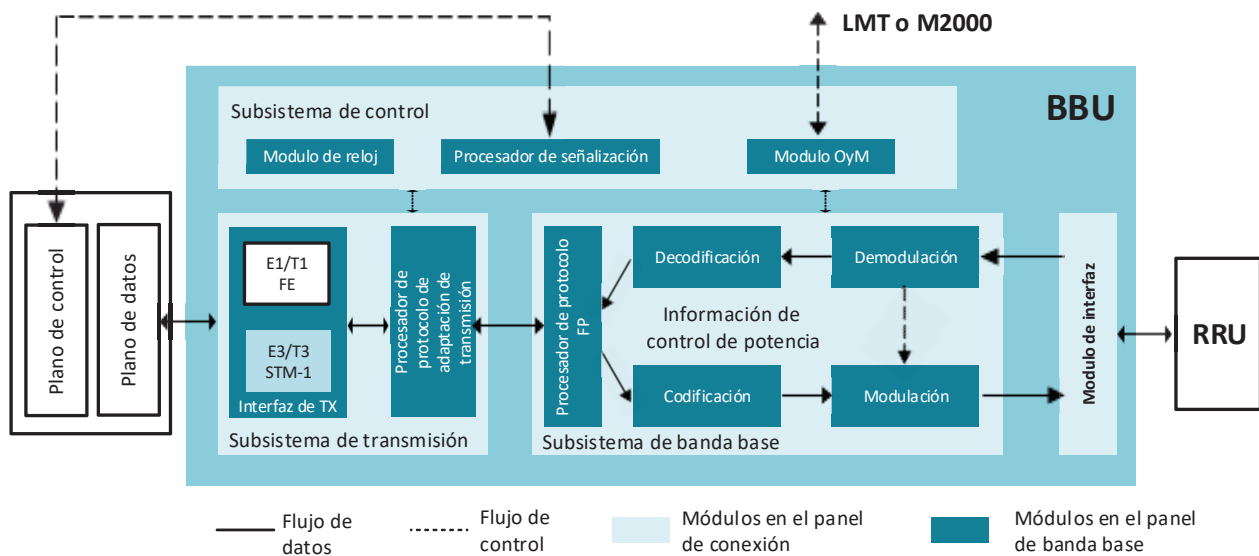 LMT o M2000
BBU
Subsistema de control
Modulo de reloj
Procesador de señalización
Modulo OyM
Plano de control
Plano de datos
E1/T1
FE
E3/T3
STM-1
Interfaz de TX
Procesador de
protocolo de
adaptación de
transmisión
Subsistema de transmisión
Procesador de protocolo
FP
Decodificación
Demodulación
Información de
control de potencia
Codificación
Modulación
Subsistema de banda base
Modulo de interfaz
RRU
Flujo de
datos
Flujo de
control
Módulos en el panel
de conexión
Módulos en el panel
de banda base